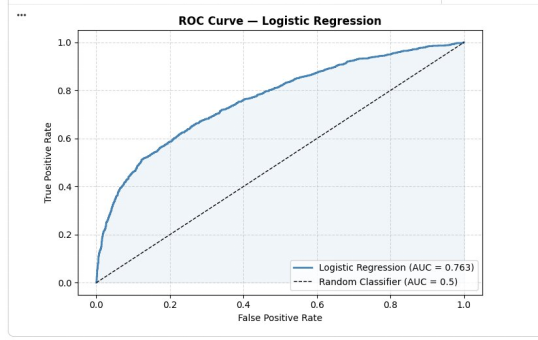 ...
ROC Curve — Logistic Regression
1.0
0.8
0.6
0.4
0.2
0.0
True Positive Rate
Logistic Regression (AUC = 0.763)
Random Classifier (AUC = 0.5)
0.0 0.2 0.4 0.6 0.8 1.0
False Positive Rate